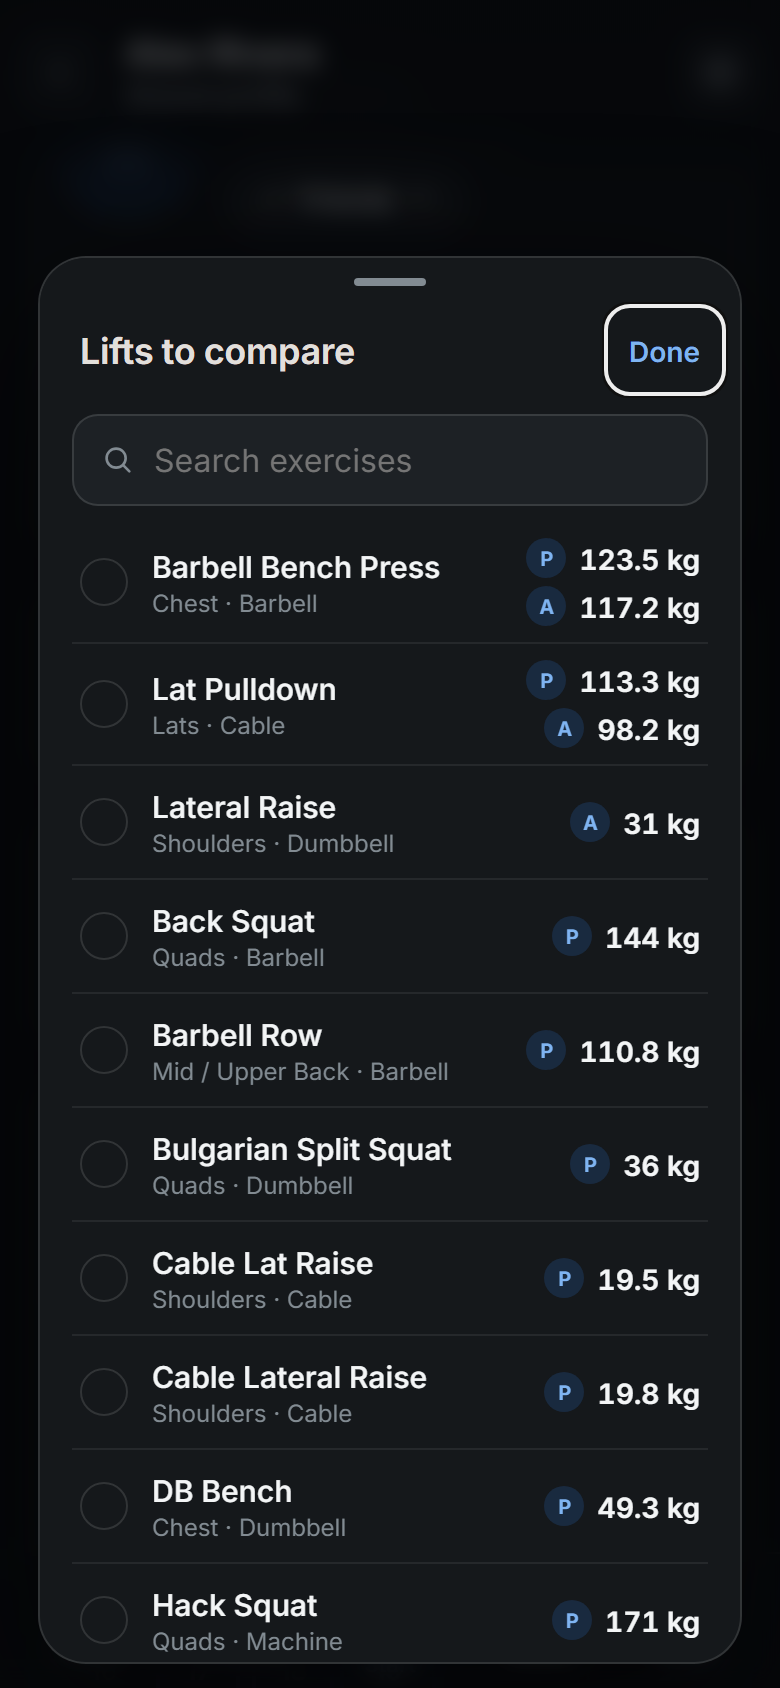 Lifts to compare
Done
Search exercises
Barbell Bench Press
Chest · Barbell
P 123.5 kg
A 117.2 kg
Lat Pulldown
Lats · Cable
P 113.3 kg
A 98.2 kg
Lateral Raise
Shoulders · Dumbbell
A 31 kg
Back Squat
Quads · Barbell
P 144 kg
Barbell Row
Mid / Upper Back · Barbell
P 110.8 kg
Bulgarian Split Squat
Quads · Dumbbell
P 36 kg
Cable Lat Raise
Shoulders · Cable
P 19.5 kg
Cable Lateral Raise
Shoulders · Cable
P 19.8 kg
DB Bench
Chest · Dumbbell
P 49.3 kg
Hack Squat
Quads · Machine
P 171 kg